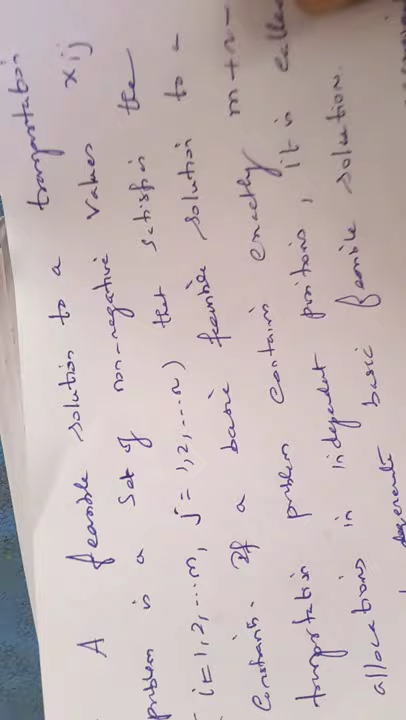 A feasible solution to a transportation
problem is a set of non-negative values xij
i=1,2,...m, j=1,2,...n) that satisfies the
Constraints. If a basic feasible solution to a
transportation problem contains exactly m+n-
allocations in independent positions, it is called
degenerate basic feasible solution.